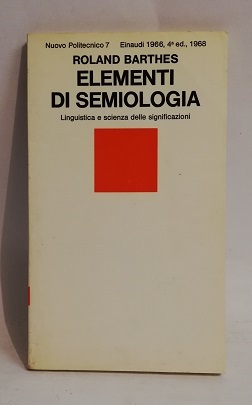 Nuovo Politecnico 7 Einaudi 1966, 4ª ed., 1968
ROLAND BARTHES
ELEMENTI
DI SEMIOLOGIA
Linguistica e scienza delle significazioni